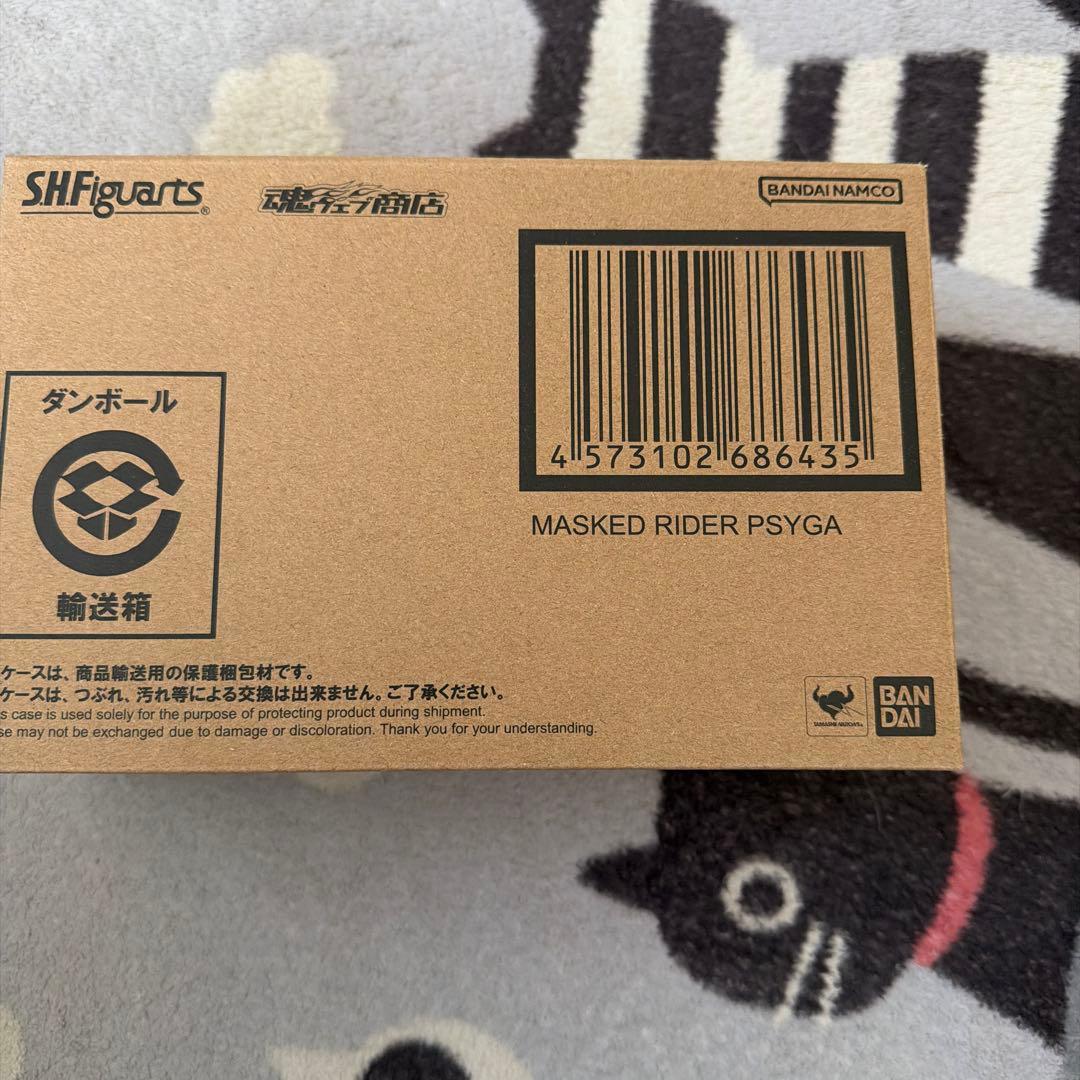 S.H.Figuarts®
魂ウェブ商店
BANDAI NAMCO
4 573102 686435
MASKED RIDER PSYGA
ダンボール
輸送箱
ケースは、商品輸送用の保護梱包材です。
ケースは、つぶれ、汚れ等による交換は出来ません。ご了承ください。
s case is used solely for the purpose of protecting product during shipment.
se may not be exchanged due to damage or discoloration. Thank you for your understanding.
TAMASHII NATIONS
BAN
DAI